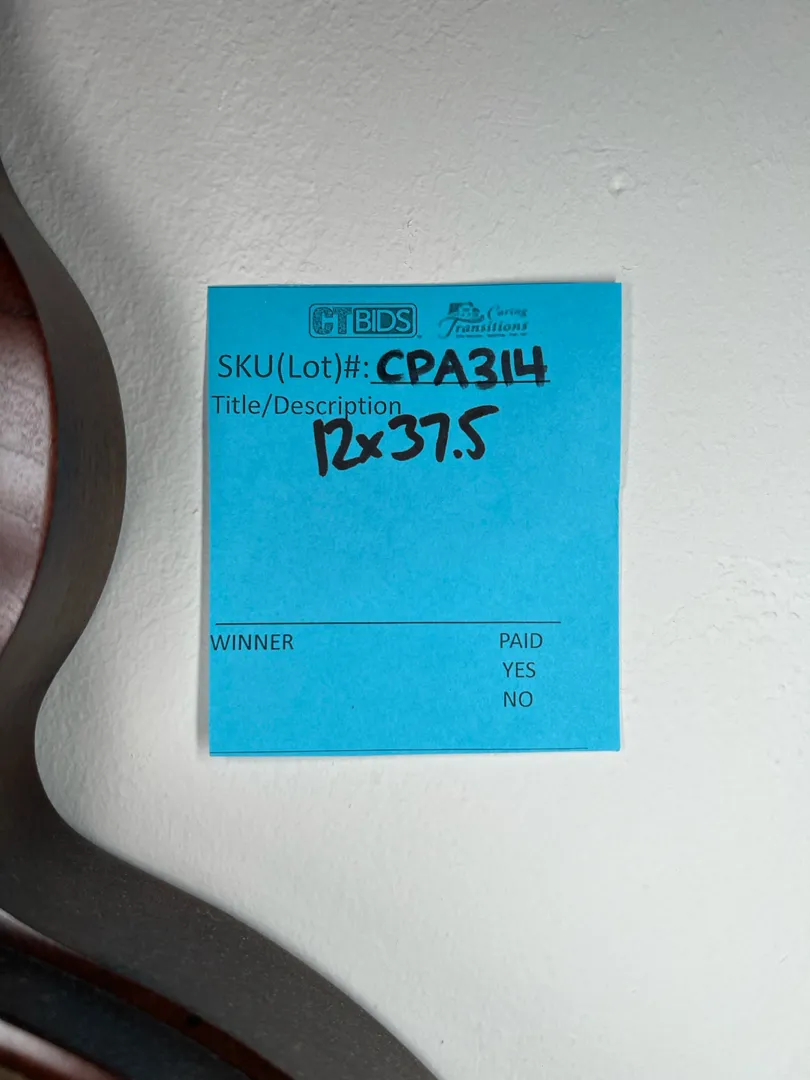 CTBIDS
Caring
Transitions
SKU(Lot)#: CPA314
Title/Description
12x37.5
WINNER
PAID
YES
NO